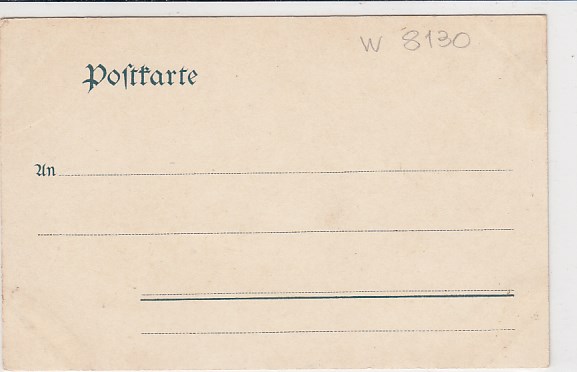 W 8130
Postkarte
An